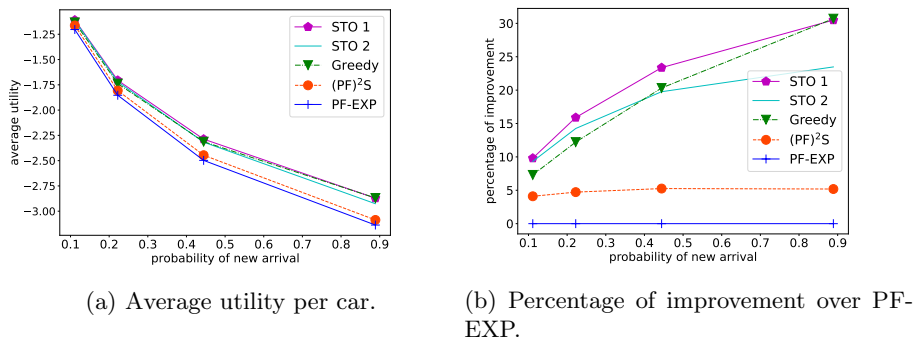 STO 1
STO 2
Greedy
(PF)²S
PF-EXP
average utility
−1.25
−1.50
−1.75
−2.00
−2.25
−2.50
−2.75
−3.00
0.1 0.2 0.3 0.4 0.5 0.6 0.7 0.8 0.9
probability of new arrival
(a) Average utility per car.
percentage of improvement
30
25
20
15
10
5
0
STO 1
STO 2
Greedy
(PF)²S
PF-EXP
0.1 0.2 0.3 0.4 0.5 0.6 0.7 0.8 0.9
probability of new arrival
(b) Percentage of improvement over PF-
EXP.